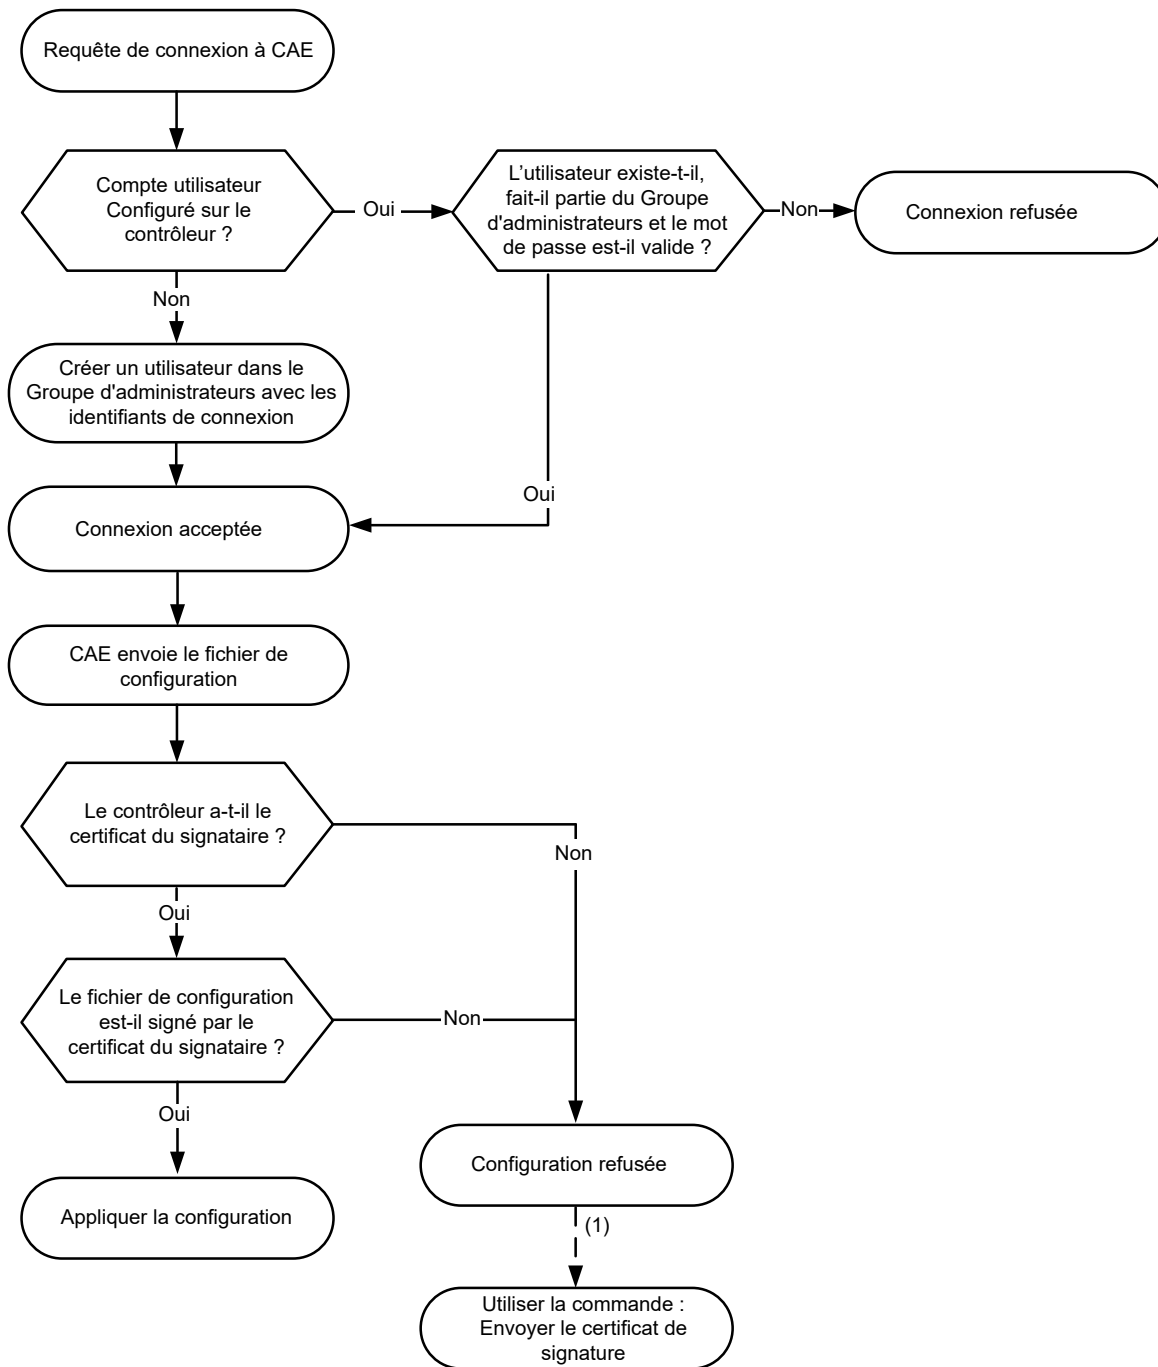 Requête de connexion à CAE
Compte utilisateur
Configuré sur le
contrôleur ?
Oui
L'utilisateur existe-t-il,
fait-il partie du Groupe
d'administrateurs et le mot
de passe est-il valide ?
Non
Connexion refusée
Non
Créer un utilisateur dans le
Groupe d'administrateurs avec les
identifiants de connexion
Oui
Connexion acceptée
CAE envoie le fichier de
configuration
Le contrôleur a-t-il le
certificat du signataire ?
Non
Oui
Le fichier de configuration
est-il signé par le
certificat du signataire ?
Non
Oui
Configuration refusée
Appliquer la configuration
(1)
Utiliser la commande :
Envoyer le certificat de
signature